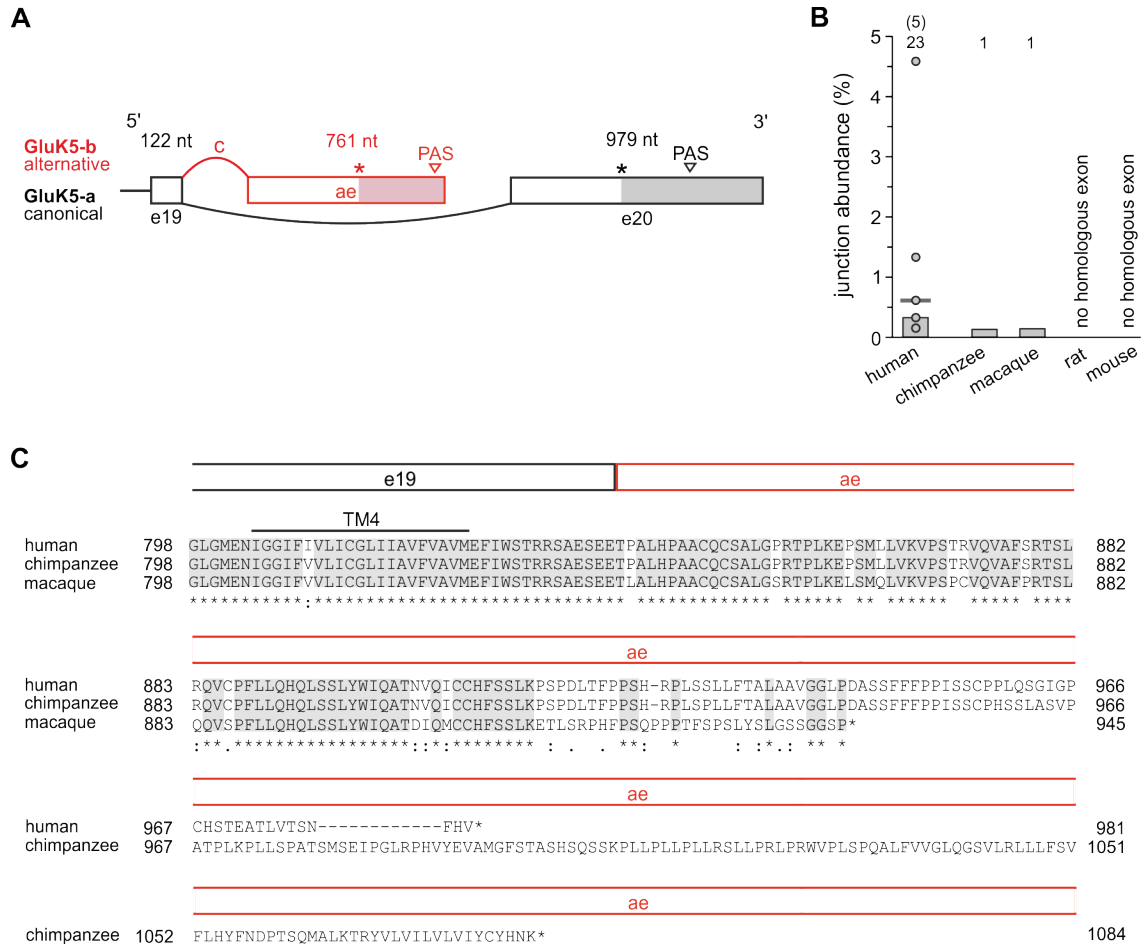 A
5'
3'
122 nt
c
761 nt
979 nt
GluK5-b
alternative
*
PAS
*
PAS
GluK5-a
canonical
ae
e19
e20
B
(5)
23
1
1
5
4
3
2
1
0
junction abundance (%)
no homologous exon
no homologous exon
human
chimpanzee
macaque
rat
mouse
C
e19
ae
TM4
human 798 GLGMENIGGIFIVLICGLIIAVFVAVMEFIWSTRRSAESEETPALHPAACQCSALGPRTPLKEPSMLLVKVPSTRVQVAFSRTSL 882
chimpanzee 798 GLGMENIGGIFVVLICGLIIAVFVAVMEFIWSTRRSAESEETPALHPAACQCSALGPRTPLKEPSMLLVKVPSTRVQVAFSRTSL 882
macaque 798 GLGMENIGGIFVVLICGLIIAVFVAVMEFIWSTRRSAESEETLALHPAACQCSALGSRTPLKELSMQLVKVPSPCVQVAFPRTSL 882
***********:****************************** ************* ****** ** ******  ****** ****
ae
human 883 RQVCPFLLQHQLSSLYWIQATNVQICCHFSSLKPSPDLTFPPSH-RPLSSLLFTALAAVGGLPDASSFFFPPISSCPPLQSGIGP 966
chimpanzee 883 RQVCPFLLQHQLSSLYWIQATNVQICCHFSSLKPSPDLTFPPSH-RPLSPLLFTALAAVGGLPDASSFFFPPISSCPHSSLASVP 966
macaque 883 QQVSPFLLQHQLSSLYWIQATDIQMCCHFSSLKETLSRPHFPSQPPPTFSPSLYSLGSSGGSP* 945
:**.*****************::*:******** : .  . **:  *     : :*.: ** *
ae
human 967 CHSTEATLVTSN------------FHV* 981
chimpanzee 967 ATPLKPLLSPATSMSEIPGLRPHVYEVAMGFSTASHSQSSKPLLPLLPLLRSLLPRLPRWVPLSPQALFVVGLQGSVLRLLLFSV 1051
ae
chimpanzee 1052 FLHYFNDPTSQMALKTRYVLVILVLVIYCYHNK* 1084